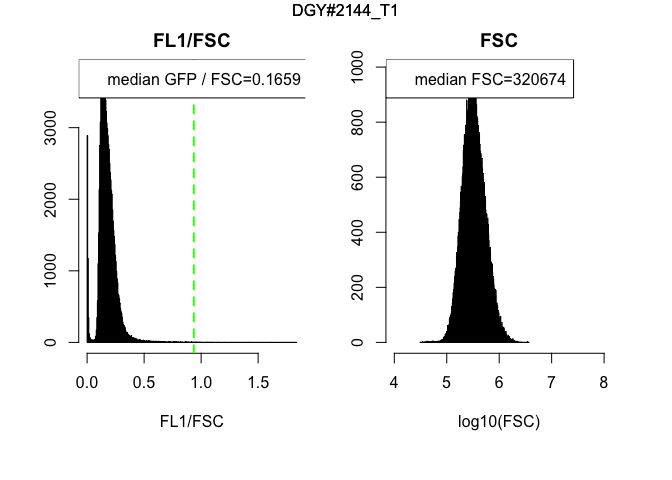 DGY#2144_T1
FL1/FSC
median GFP / FSC=0.1659
0
1000
2000
3000
0.0 0.5 1.0 1.5
FL1/FSC
FSC
median FSC=320674
0
200
400
600
800
1000
4 5 6 7 8
log10(FSC)